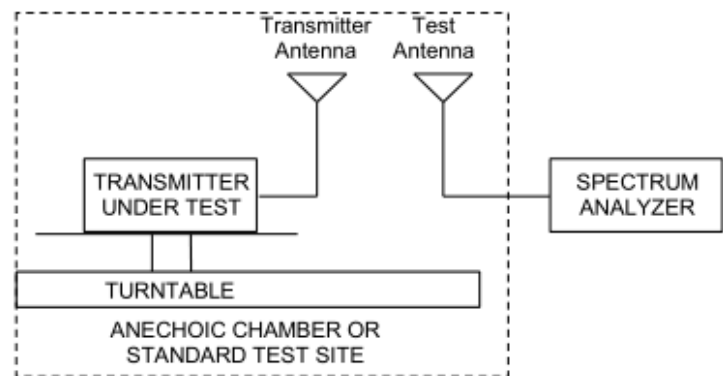 Transmitter
Antenna
Test
Antenna
TRANSMITTER
UNDER TEST
SPECTRUM
ANALYZER
TURNTABLE
ANECHOIC CHAMBER OR
STANDARD TEST SITE